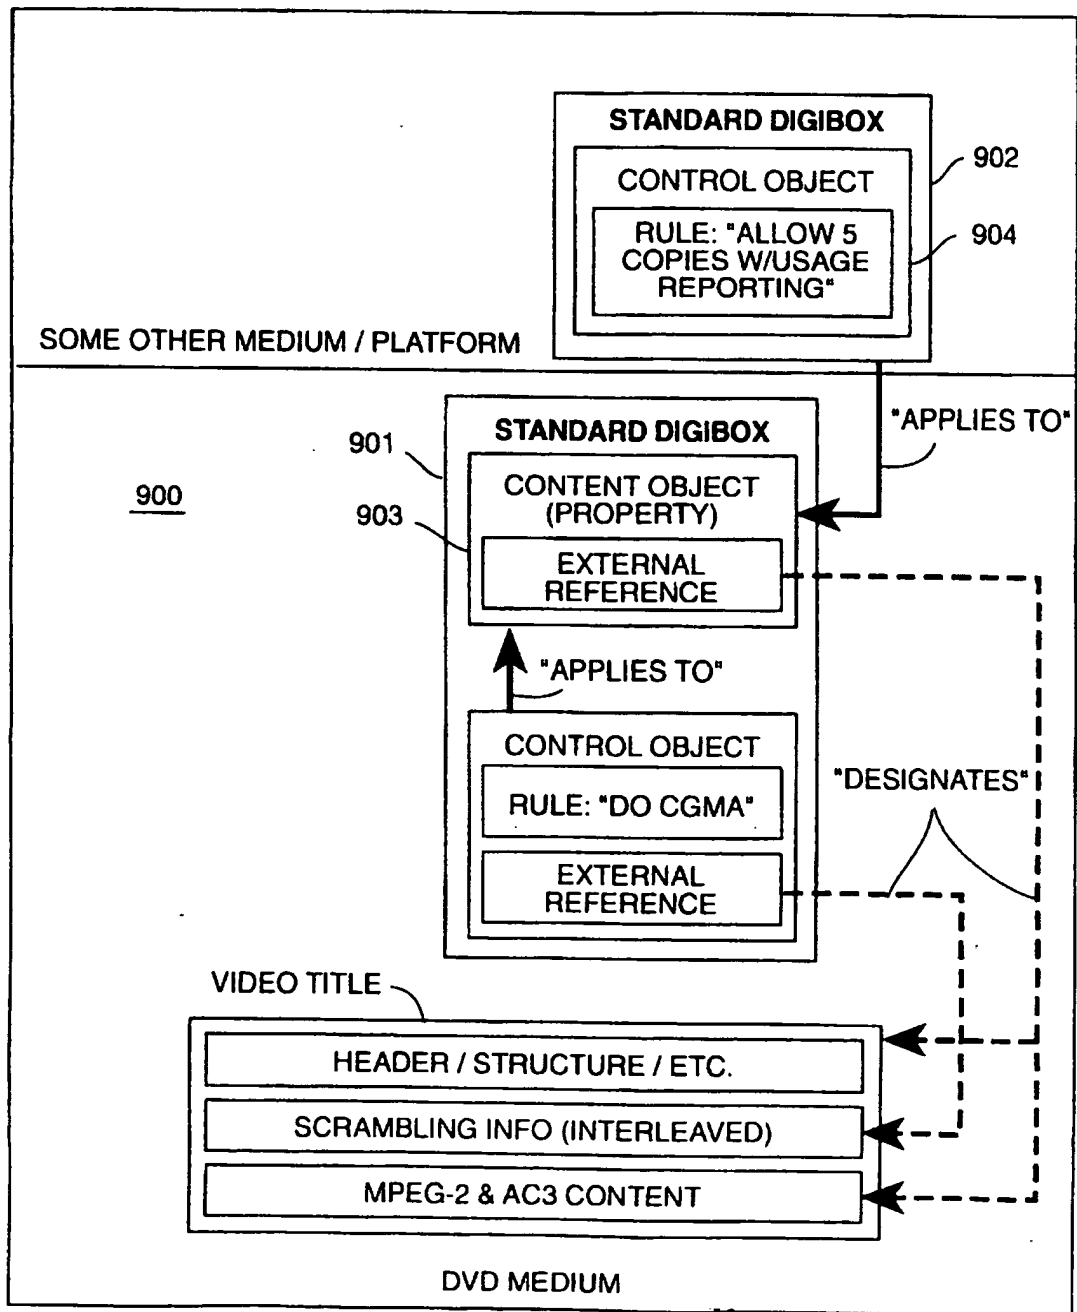 STANDARD DIGIBOX
902
CONTROL OBJECT
RULE: "ALLOW 5
COPIES W/USAGE
REPORTING"
904
SOME OTHER MEDIUM / PLATFORM
"APPLIES TO"
901
STANDARD DIGIBOX
900
CONTENT OBJECT
(PROPERTY)
903
EXTERNAL
REFERENCE
"APPLIES TO"
CONTROL OBJECT
"DESIGNATES"
RULE: "DO CGMA"
EXTERNAL
REFERENCE
VIDEO TITLE
HEADER / STRUCTURE / ETC.
SCRAMBLING INFO (INTERLEAVED)
MPEG-2 & AC3 CONTENT
DVD MEDIUM